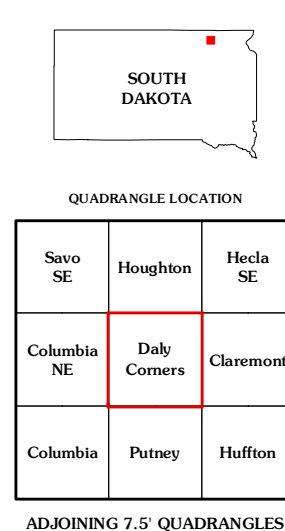 SOUTH
DAKOTA
QUADRANGLE LOCATION
Savo
SE
Houghton
Hecla
SE
Columbia
NE
Daly
Corners
Claremont
Columbia
Putney
Huffton
ADJOINING 7.5' QUADRANGLES